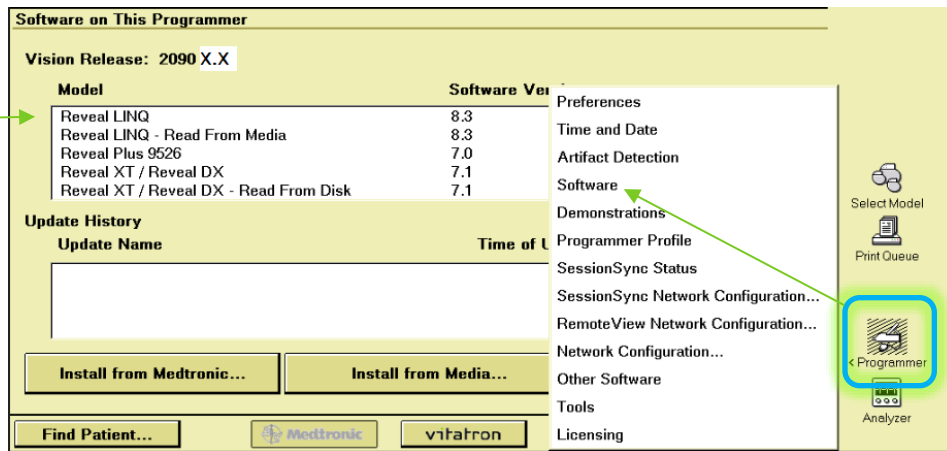 Software on This Programmer
Vision Release: 2090 X.X
Model Software Ver
Reveal LINQ 8.3
Reveal LINQ - Read From Media 8.3
Reveal Plus 9526 7.0
Reveal XT / Reveal DX 7.1
Reveal XT / Reveal DX - Read From Disk 7.1
Update History
Update Name Time of U
Install from Medtronic...
Install from Media...
Find Patient...
Medtronic
vitatron
Preferences
Time and Date
Artifact Detection
Software
Demonstrations
Programmer Profile
SessionSync Status
SessionSync Network Configuration...
RemoteView Network Configuration...
Network Configuration...
Other Software
Tools
Licensing
Select Model
Print Queue
< Programmer
Analyzer